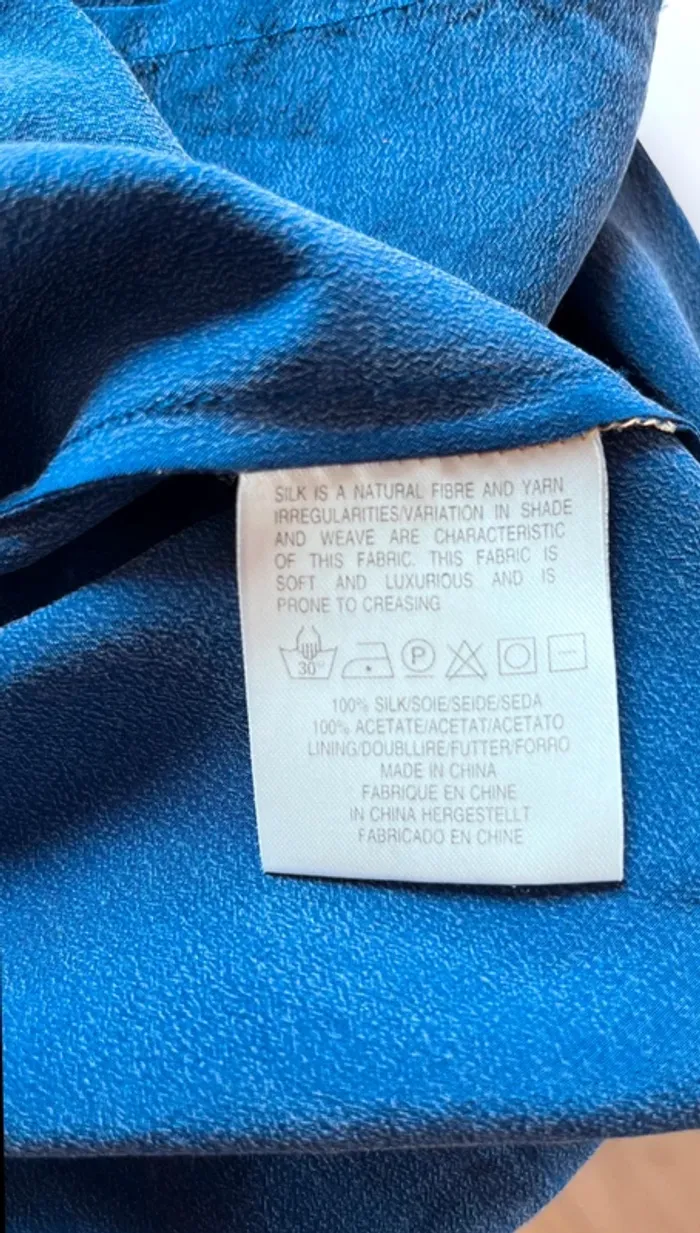 SILK IS A NATURAL FIBRE AND YARN
IRREGULARITIES/VARIATION IN SHADE
AND WEAVE ARE CHARACTERISTIC
OF THIS FABRIC. THIS FABRIC IS
SOFT AND LUXURIOUS AND IS
PRONE TO CREASING
30° P
100% SILK/SOIE/SEIDE/SEDA
100% ACETATE/ACETAT/ACETATO
LINING/DOUBLLIRE/FUTTER/FORRO
MADE IN CHINA
FABRIQUE EN CHINE
IN CHINA HERGESTELLT
FABRICADO EN CHINE